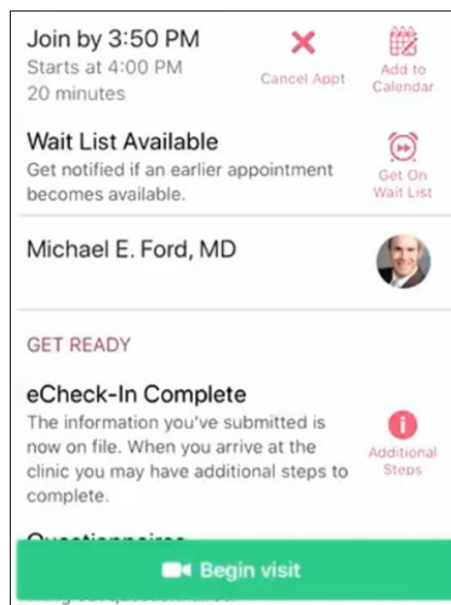 Join by 3:50 PM
Starts at 4:00 PM
20 minutes
Cancel Appt
Add to
Calendar
Wait List Available
Get notified if an earlier appointment
becomes available.
Get On
Wait List
Michael E. Ford, MD
GET READY
eCheck-In Complete
The information you've submitted is
now on file. When you arrive at the
clinic you may have additional steps to
complete.
Additional
Steps
Begin visit